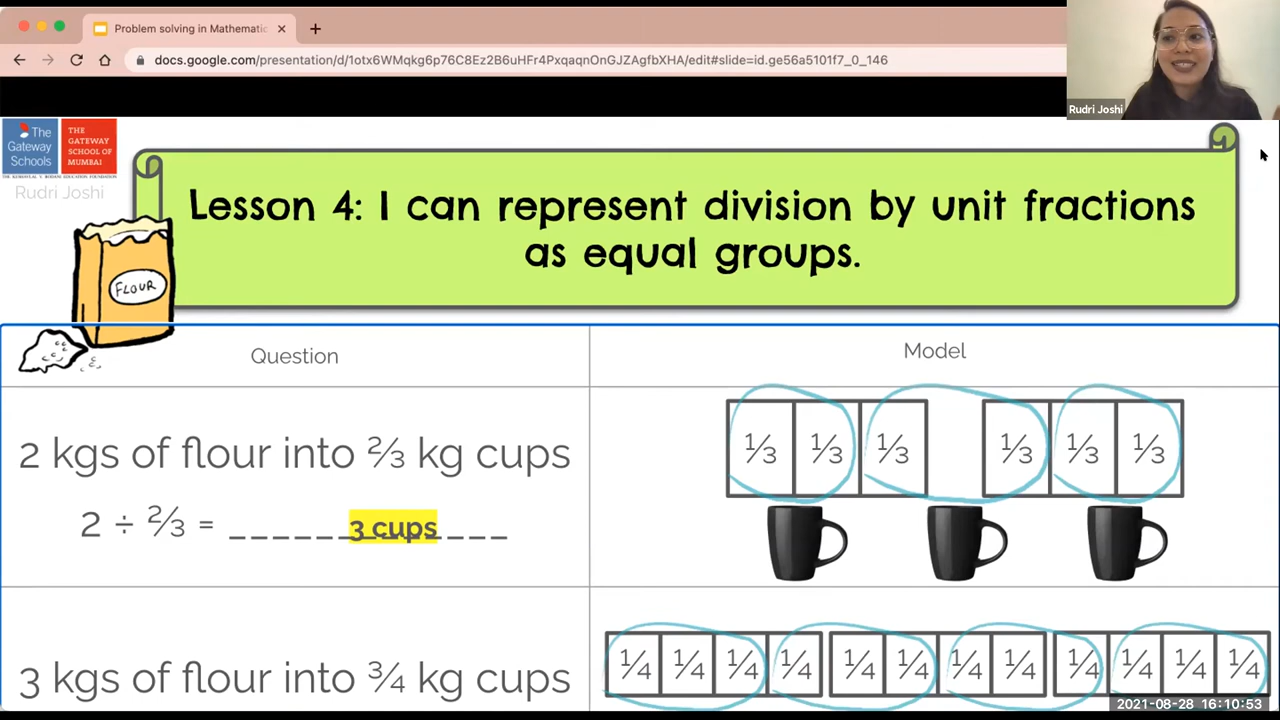 Problem solving in Mathematic
docs.google.com/presentation/d/1otx6WMqkg6p76C8Ez2B6uHFr4PxqaqnOnGJZAgfbXHA/edit#slide=id.ge56a5101f7_0_146
Rudri Joshi
The Gateway Schools
THE GATEWAY SCHOOL OF MUMBAI
Rudri Joshi
Lesson 4: I can represent division by unit fractions
as equal groups.
FLOUR
Question
Model
2 kgs of flour into ⅔ kg cups
2 ÷ ⅔ = _ _ _ _ _ _ 3 cups _ _ _
⅓ ⅓ ⅓ ⅓ ⅓ ⅓
3 kgs of flour into ¾ kg cups
¼ ¼ ¼ ¼ ¼ ¼ ¼ ¼ ¼ ¼ ¼ ¼
2021-08-28 16:10:53